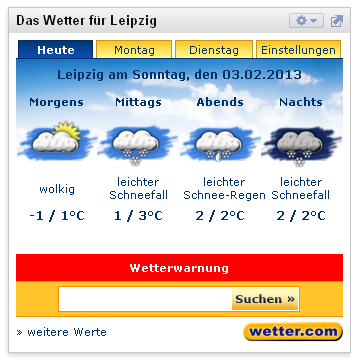 Das Wetter für Leipzig
Heute Montag Dienstag Einstellungen
Leipzig am Sonntag, den 03.02.2013
Morgens Mittags Abends Nachts
wolkig leichter Schneefall leichter Schnee-Regen leichter Schneefall
-1 / 1°C 1 / 3°C 2 / 2°C 2 / 2°C
Wetterwarnung
Suchen »
» weitere Werte wetter.com